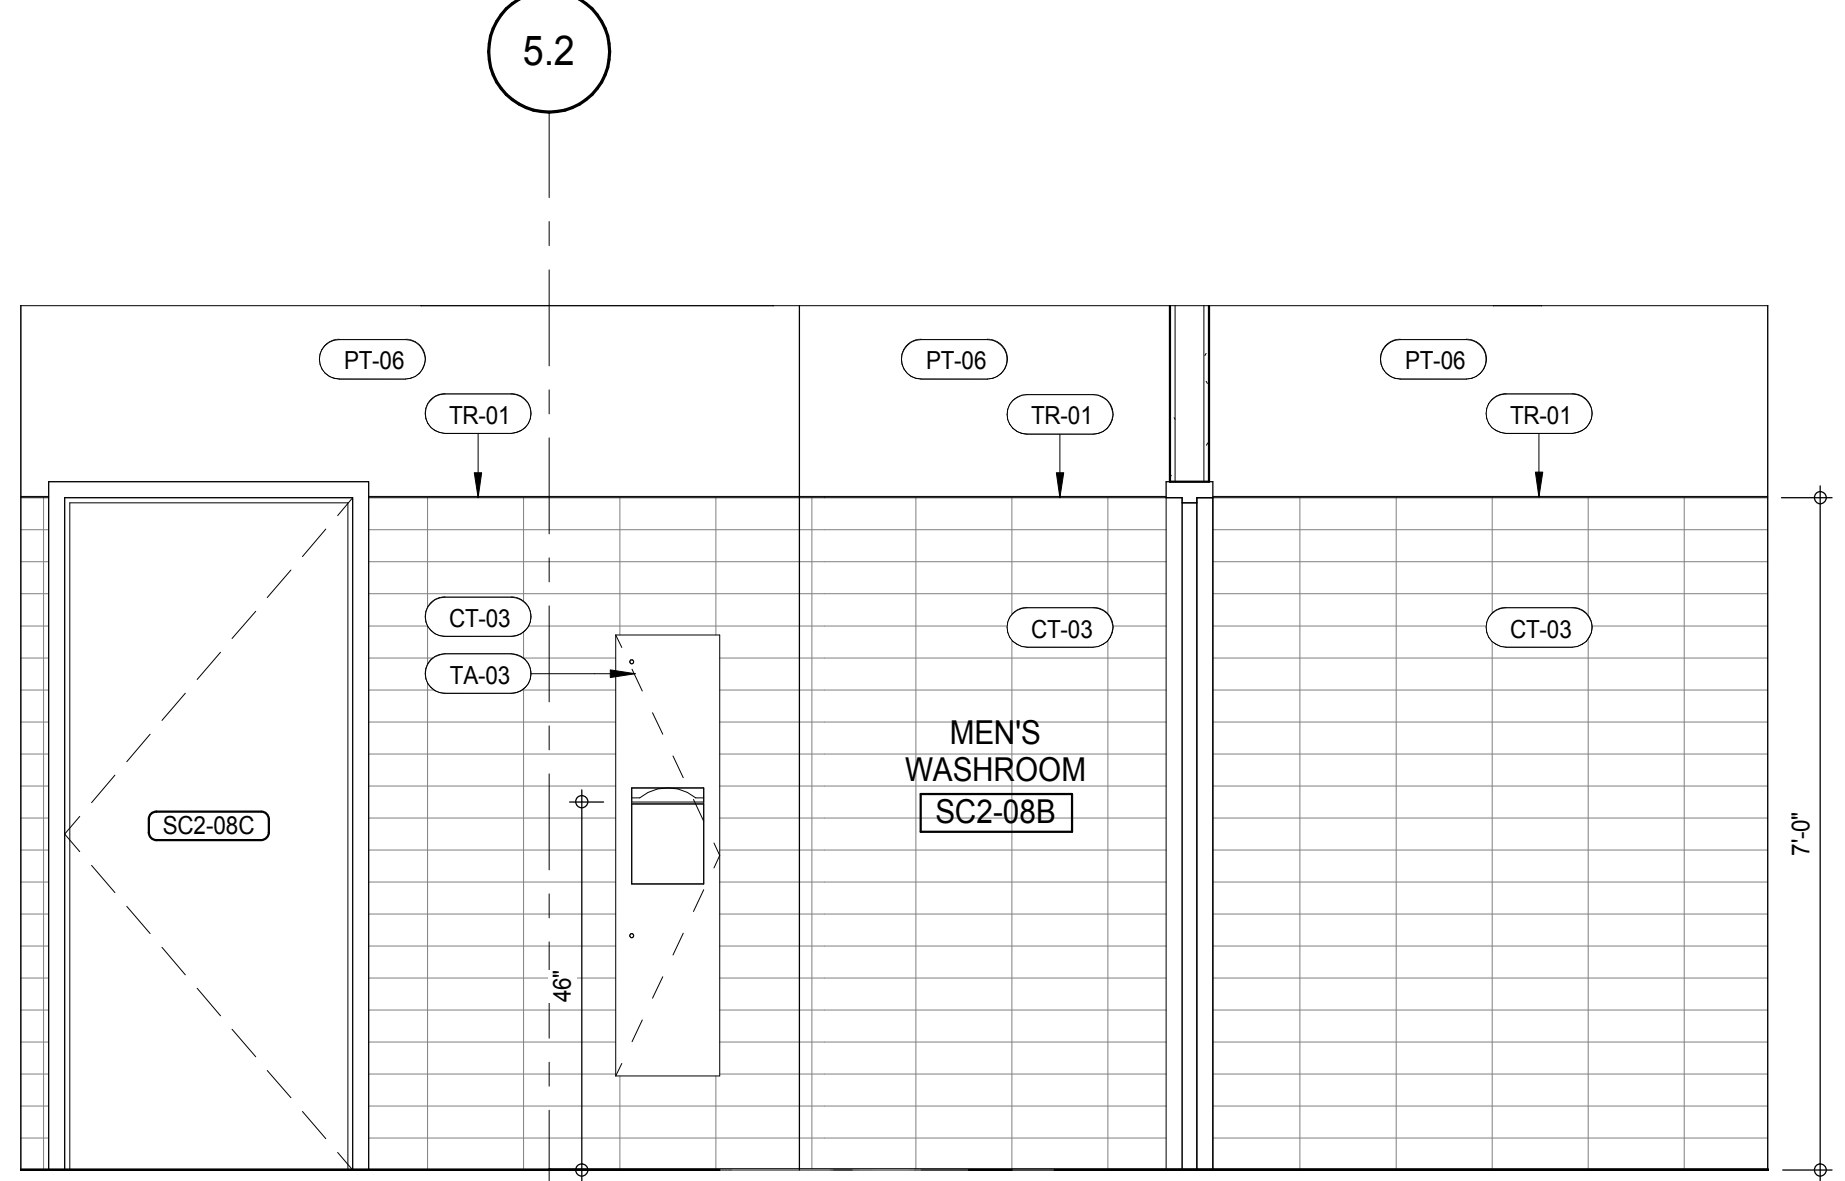 5.2
PT-06
PT-06
PT-06
TR-01
TR-01
TR-01
CT-03
CT-03
CT-03
TA-03
MEN'S
WASHROOM
SC2-08B
SC2-08C
7'-0"
46"